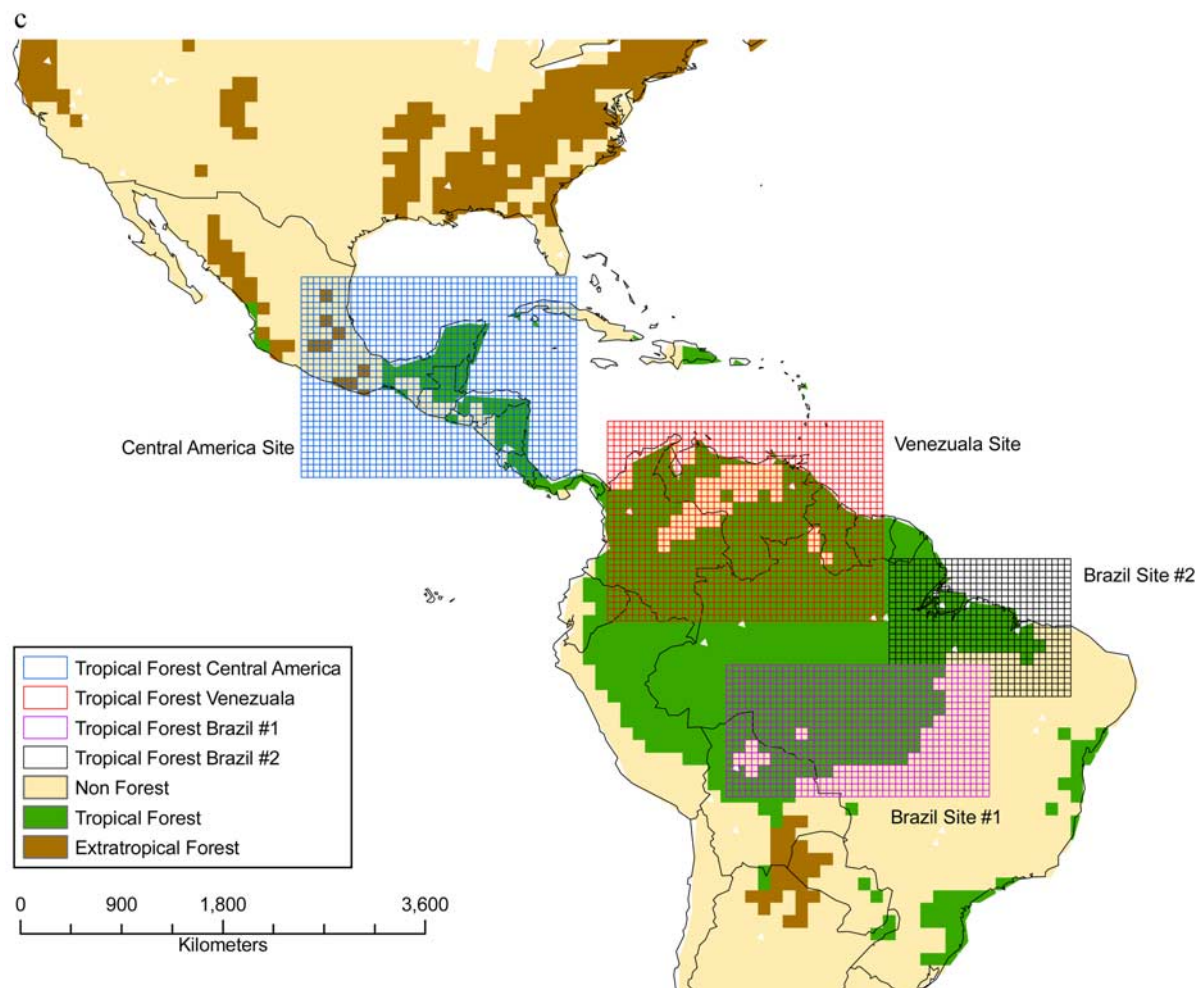 c
Central America Site
Venezuala Site
Brazil Site #2
Tropical Forest Central America
Tropical Forest Venezuala
Tropical Forest Brazil #1
Tropical Forest Brazil #2
Non Forest
Tropical Forest
Extratropical Forest
Brazil Site #1
0 900 1,800 3,600
Kilometers